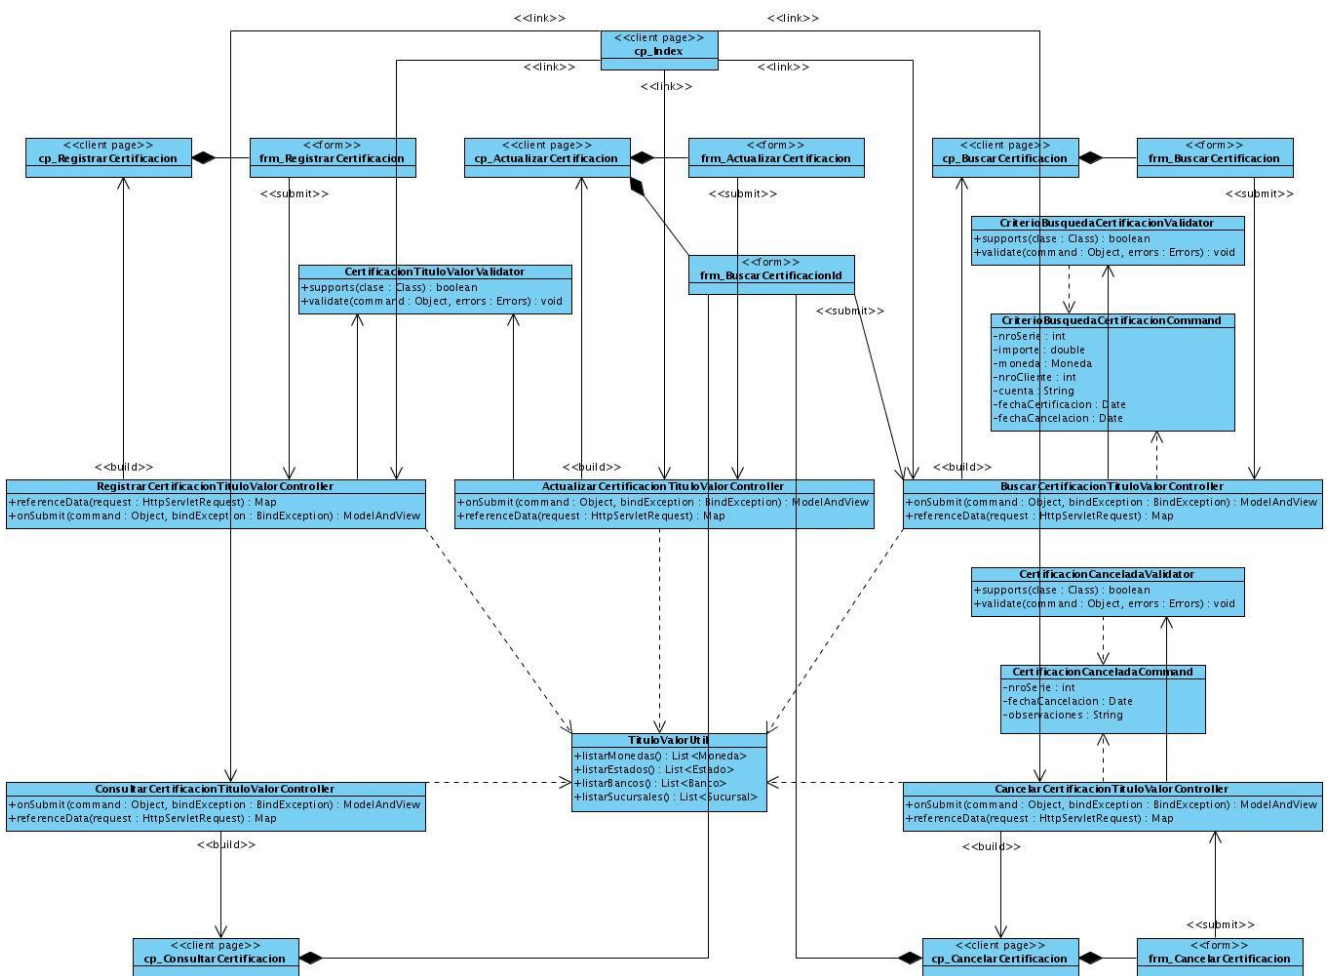 <<link>>
<<link>>
<<client page>>
cp_Index
<<link>>
<<link>>
<<link>>
<<client page>>
cp_RegistrarCertificacion
<<form>>
frm_RegistrarCertificacion
<<client page>>
cp_ActualizarCertificacion
<<form>>
frm_ActualizarCertificacion
<<client page>>
cp_BuscarCertificacion
<<form>>
frm_BuscarCertificacion
<<submit>>
<<submit>>
<<submit>>
CriterioBusquedaCertificacionValidator
+supports(clase : Class) : boolean
+validate(command : Object, errors : Errors) : void
CertificacionTituloValorValidator
+supports(clase : Class) : boolean
+validate(command : Object, errors : Errors) : void
<<form>>
frm_BuscarCertificacionId
<<submit>>
CriterioBusquedaCertificacionCommand
-nroSerie : int
-importe : double
-moneda : Moneda
-nroCliente : int
-cuenta : String
-fechaCertificacion : Date
-fechaCancelacion : Date
<<build>>
<<build>>
<<build>>
RegistrarCertificacionTituloValorController
+referenceData(request : HttpServletRequest) : Map
+onSubmit(command : Object, bindException : BindException) : ModelAndView
ActualizarCertificacionTituloValorController
+onSubmit(command : Object, bindException : BindException) : ModelAndView
+referenceData(request : HttpServletRequest) : Map
BuscarCertificacionTituloValorController
+onSubmit(command : Object, bindException : BindException) : ModelAndView
+referenceData(request : HttpServletRequest) : Map
CertificacionCanceladaValidator
+supports(clase : Class) : boolean
+validate(command : Object, errors : Errors) : void
CertificacionCanceladaCommand
-nroSerie : int
-fechaCancelacion : Date
-observaciones : String
TituloValorUtil
+listarMonedas() : List<Moneda>
+listarEstados() : List<Estado>
+listarBancos() : List<Banco>
+listarSucursales() : List<Sucursal>
ConsultarCertificacionTituloValorController
+onSubmit(command : Object, bindException : BindException) : ModelAndView
+referenceData(request : HttpServletRequest) : Map
CancelarCertificacionTituloValorController
+onSubmit(command : Object, bindException : BindException) : ModelAndView
+referenceData(request : HttpServletRequest) : Map
<<build>>
<<build>>
<<submit>>
<<client page>>
cp_ConsultarCertificacion
<<client page>>
cp_CancelarCertificacion
<<form>>
frm_CancelarCertificacion